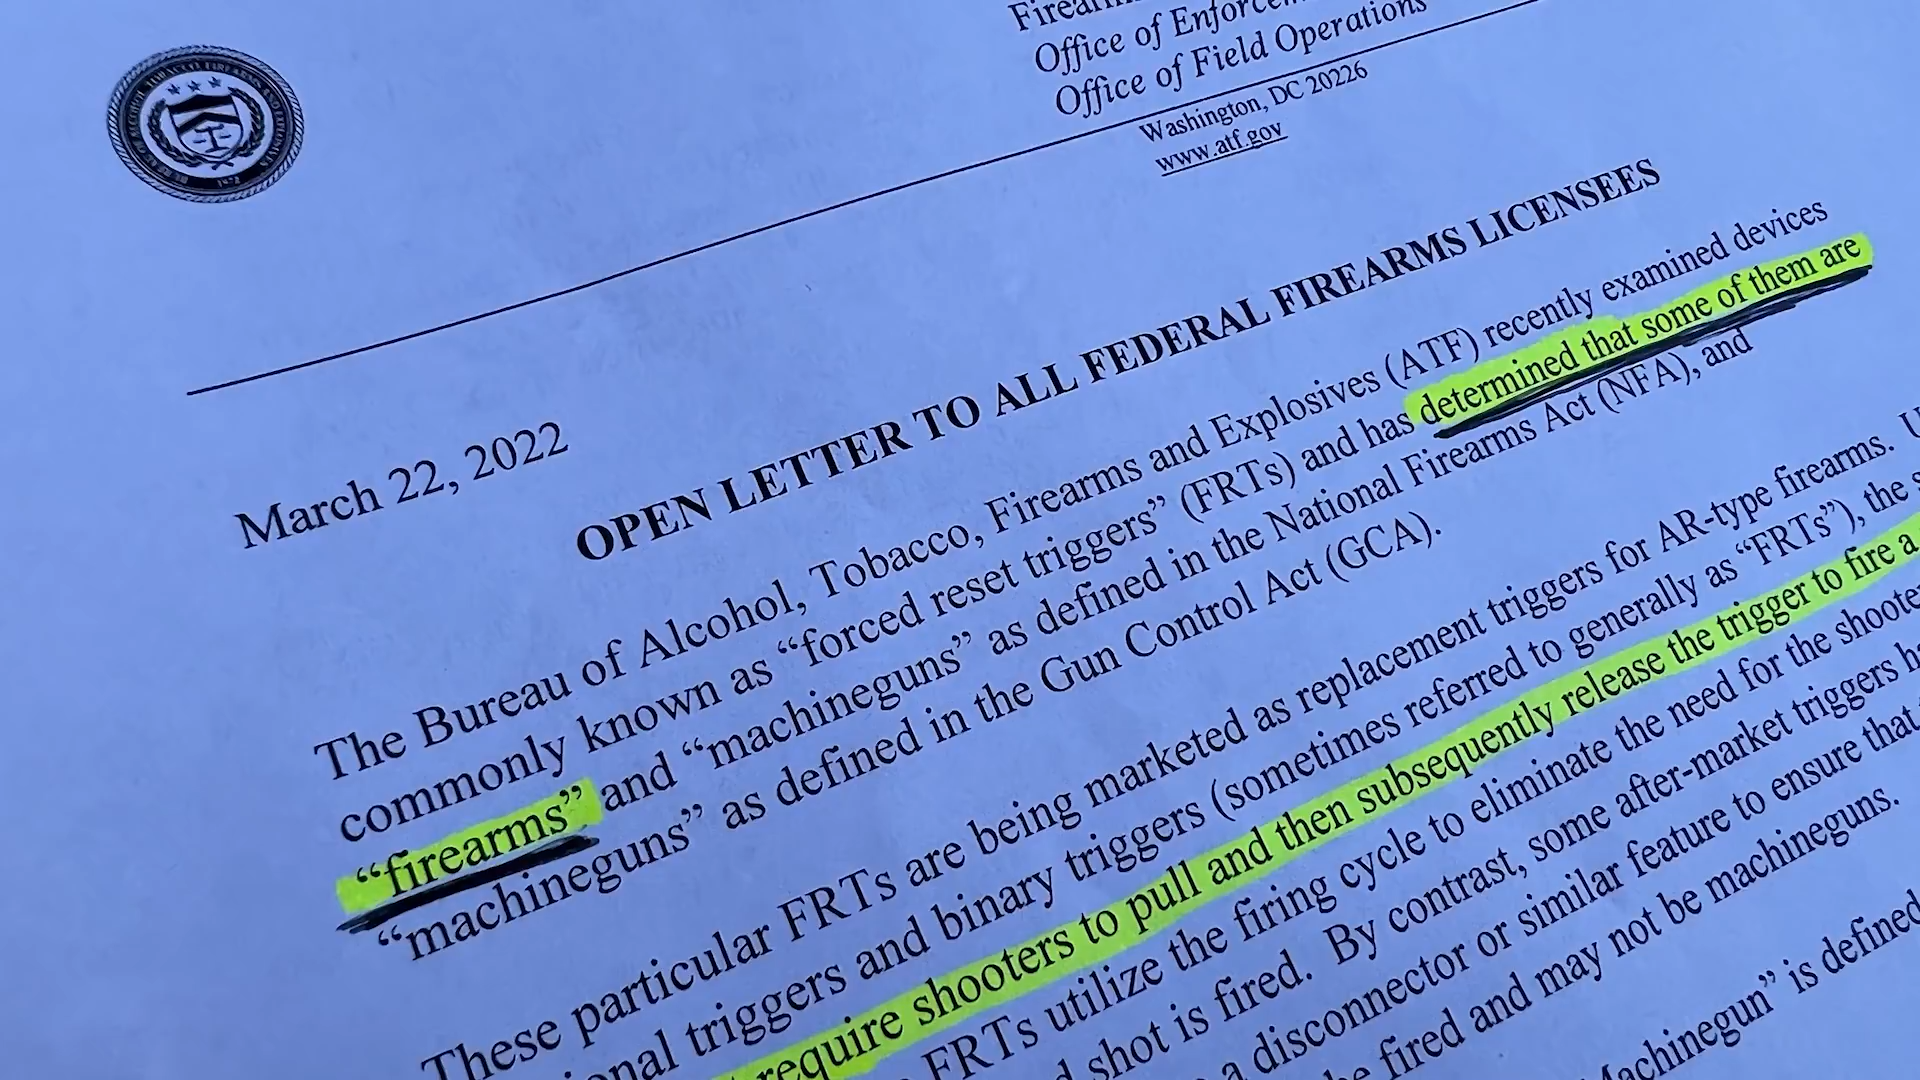 Office of Enforcem
Office of Field Operations
Washington, DC 20226
www.atf.gov
March 22, 2022
OPEN LETTER TO ALL FEDERAL FIREARMS LICENSEES
The Bureau of Alcohol, Tobacco, Firearms and Explosives (ATF) recently examined devices
commonly known as “forced reset triggers” (FRTs) and has determined that some of them are
“firearms” and “machineguns” as defined in the National Firearms Act (NFA), and
“machineguns” as defined in the Gun Control Act (GCA).
These particular FRTs are being marketed as replacement triggers for AR-type firearms. U
onal triggers and binary triggers (sometimes referred to generally as “FRTs”), the s
require shooters to pull and then subsequently release the trigger to fire a
FRTs utilize the firing cycle to eliminate the need for the shooter
d shot is fired. By contrast, some after-market triggers ha
a disconnector or similar feature to ensure that
be fired and may not be machineguns.
Machinegun” is defined